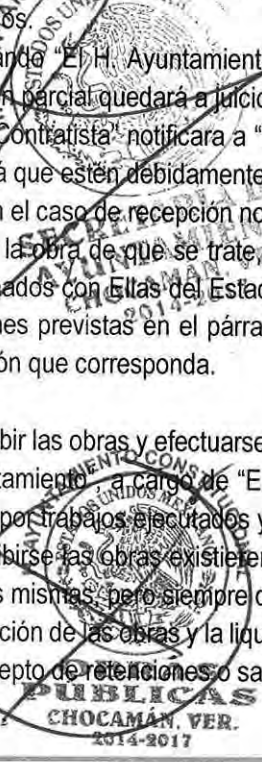 os.
ando "El H. Ayuntamient
n parcial quedará a juicio
Contratista" notificara a "
á que estén debidamente
n el caso de recepción no
la obra de que se trate,
ados con Ellas del Estad
nes previstas en el párra
ón que corresponda.
bir las obras y efectuarse
tamiento", a cargo de "E
por trabajos ejecutados y
ibirse las obras existieren
s mismas, pero siempre q
ción de las obras y la liqu
epto de retenciones o sa
PUBLICAS
CHOCAMÁN, VER.
2014-2017